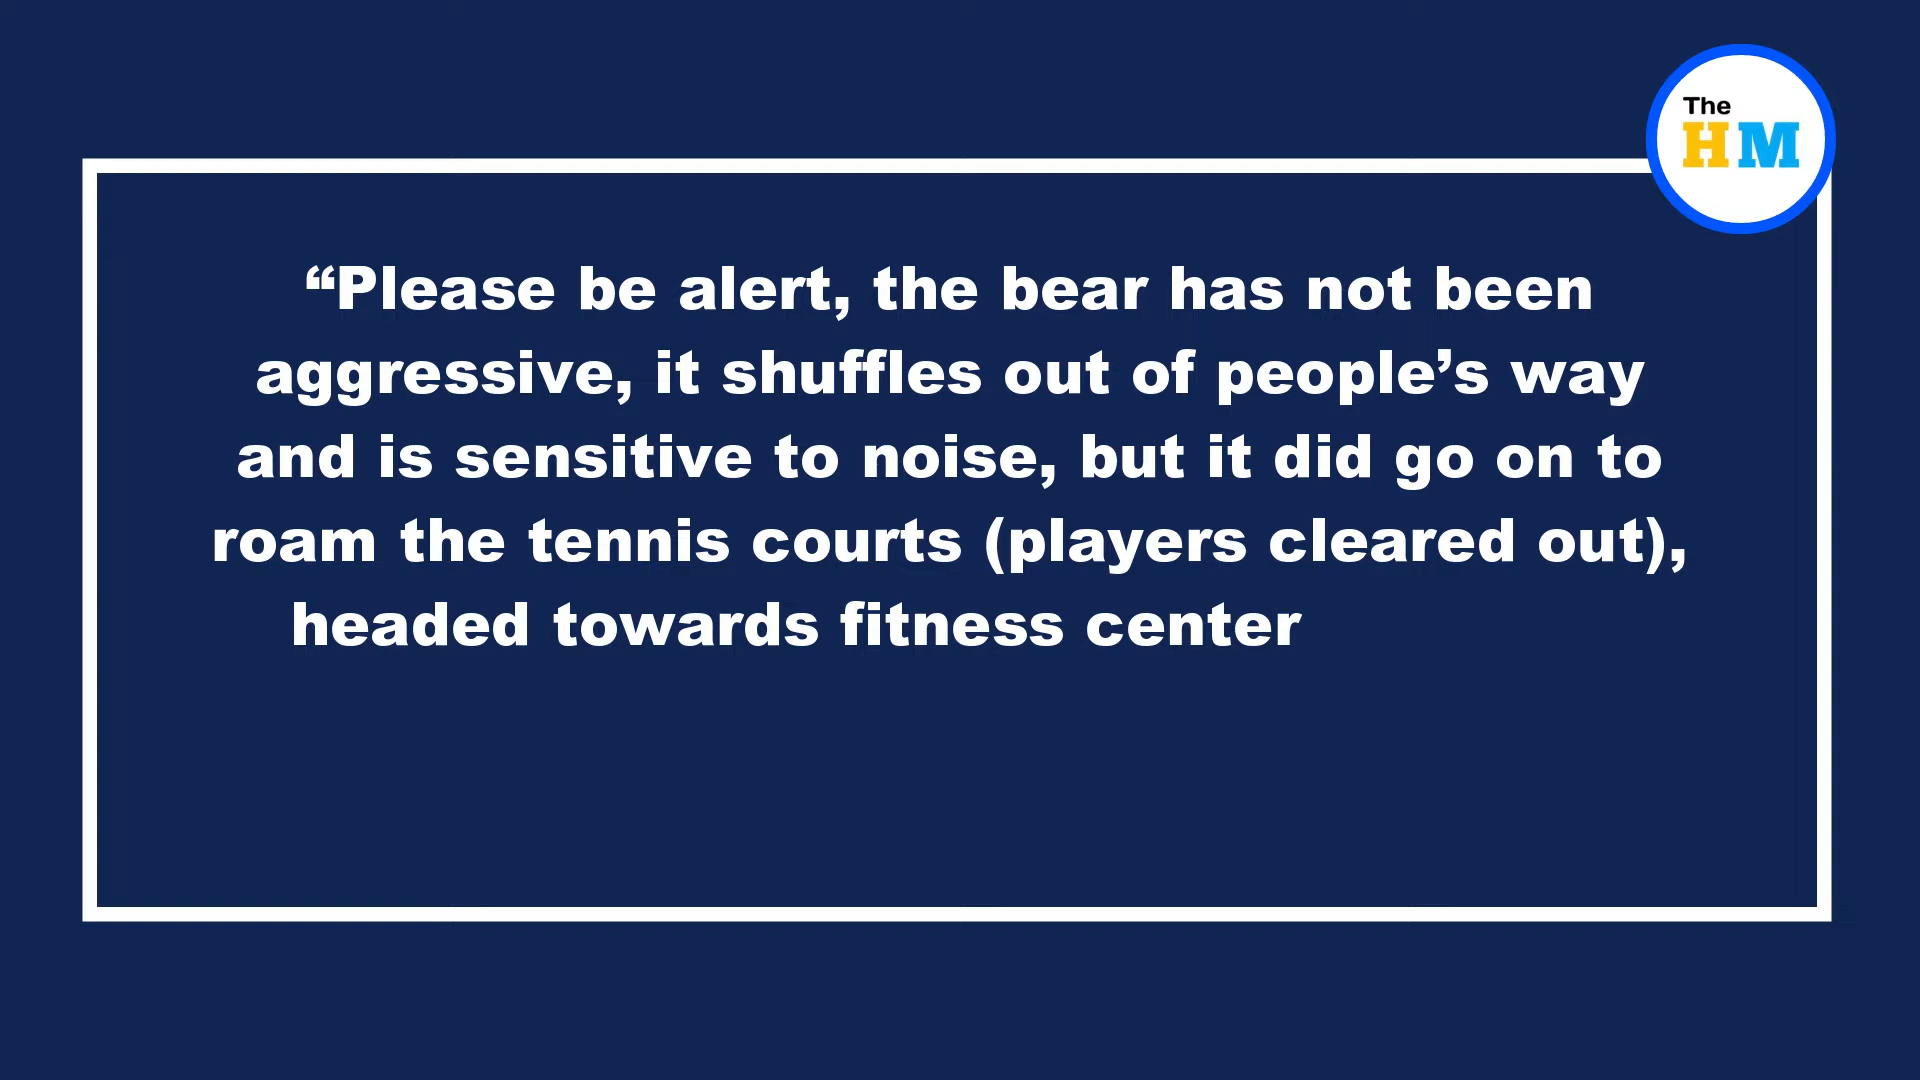 The
HM
“Please be alert, the bear has not been
aggressive, it shuffles out of people’s way
and is sensitive to noise, but it did go on to
roam the tennis courts (players cleared out),
headed towards fitness center